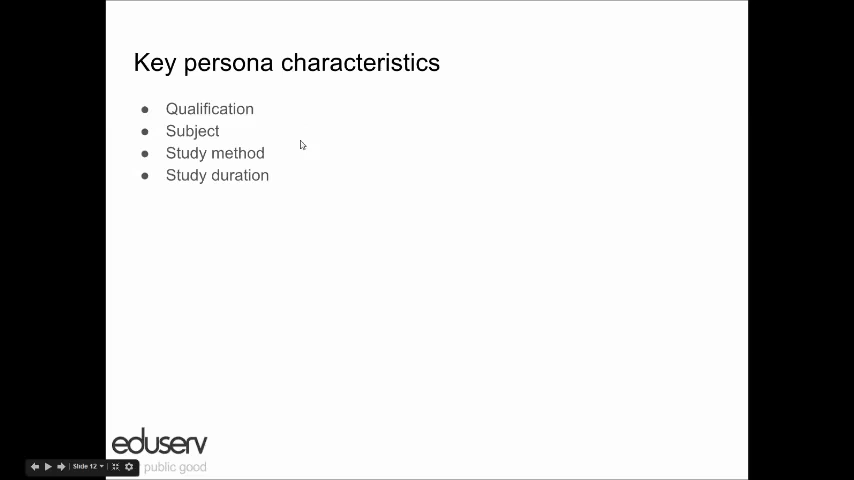 Key persona characteristics
● Qualification
● Subject
● Study method
● Study duration
eduserv
public good
Slide 12